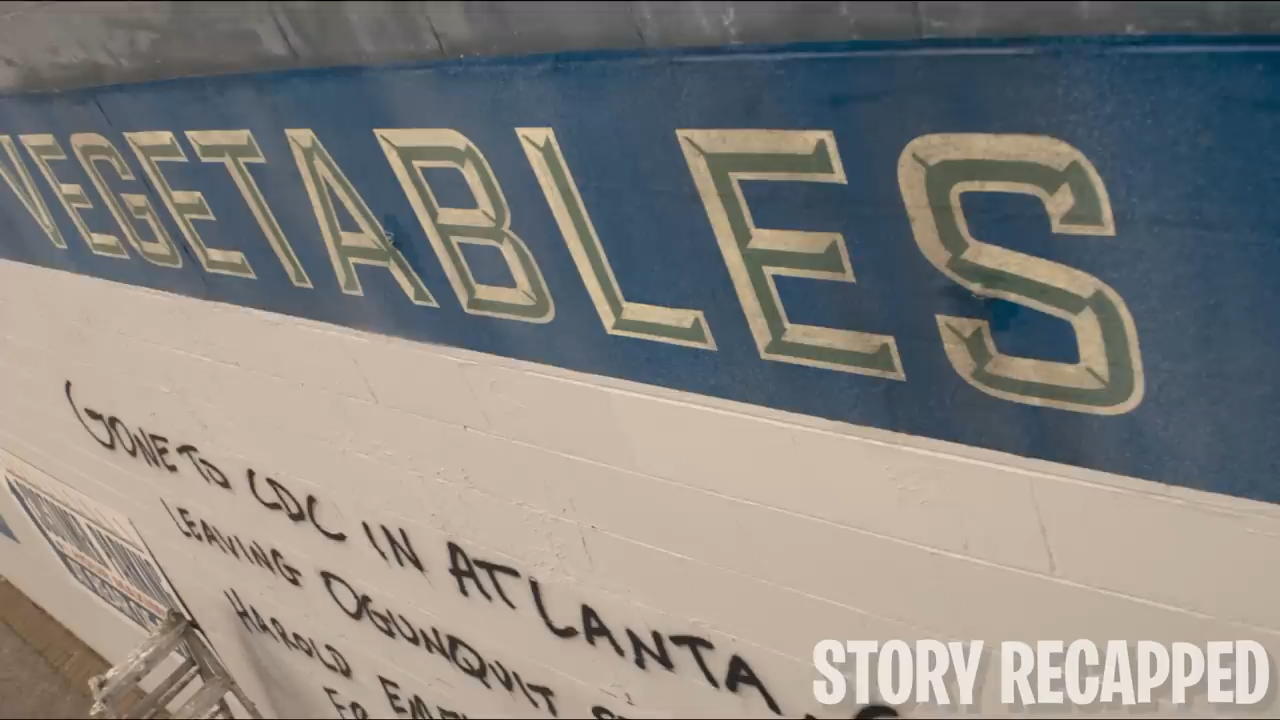 VEGETABLES
GONE TO CDC IN ATLANTA
LEAVING OGUNQUIT
HAROLD
STORY RECAPPED